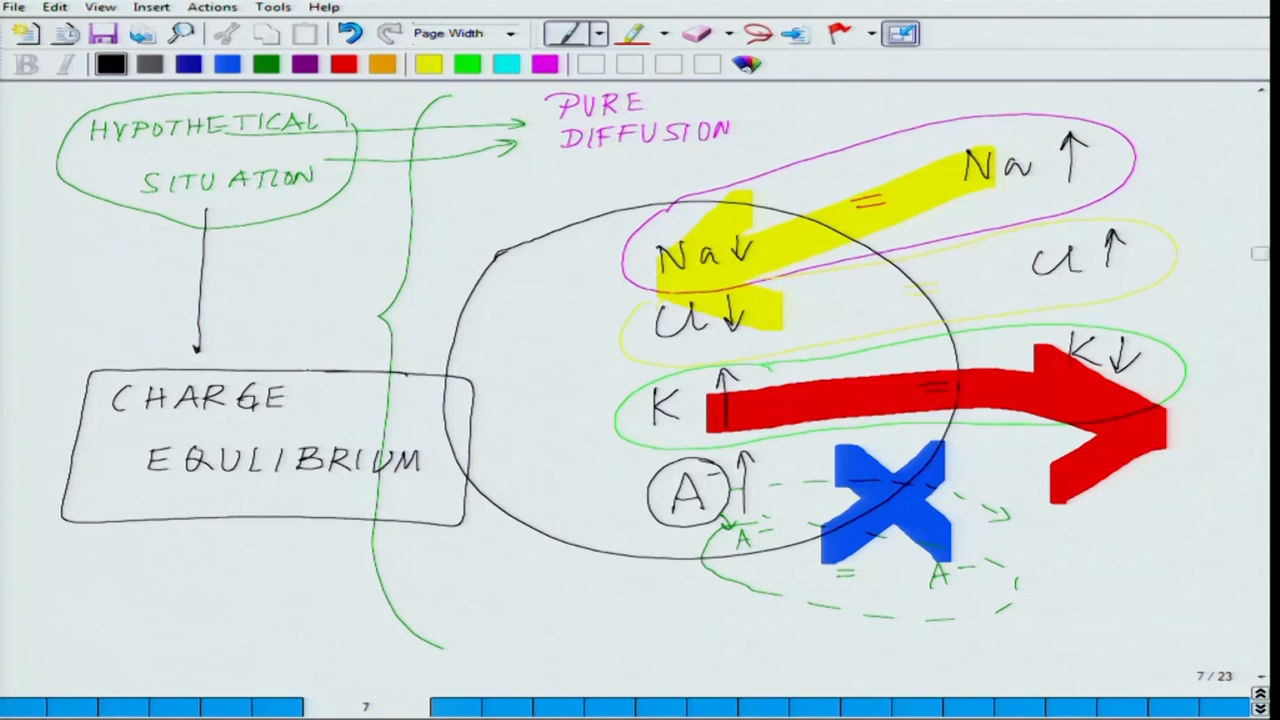 File Edit View Insert Actions Tools Help
Page Width
B I
HYPOTHETICAL
SITUATION
PURE
DIFFUSION
Na ↑
=
Na ↓
Cl ↑
=
Cl ↓
K ↓
K ↑
=
A⁻ ↑
A⁻
= A⁻
CHARGE
EQULIBRIUM
7 / 23
7